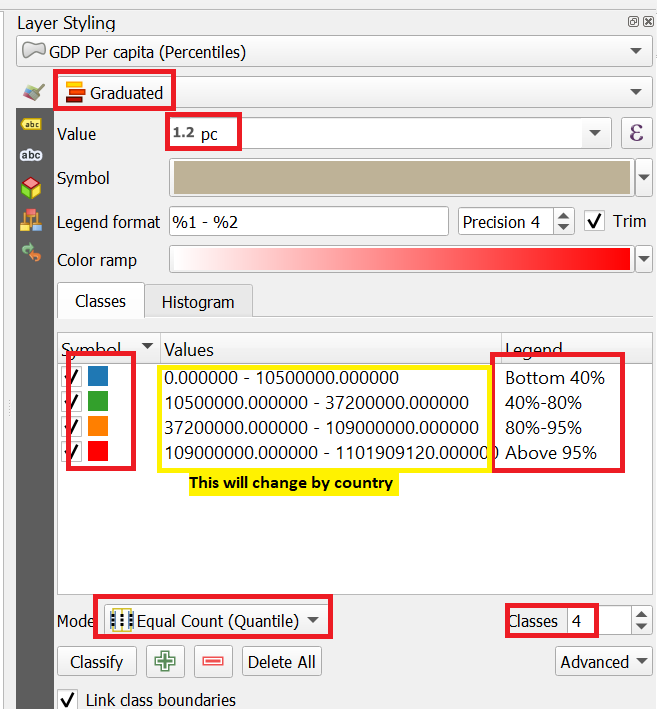 Layer Styling
GDP Per capita (Percentiles)
Graduated
abc
Value 1.2 pc ε
abc
Symbol
Legend format %1 - %2 Precision 4 Trim
Color ramp
Classes Histogram
Symbol Values Legend
0.000000 - 10500000.000000 Bottom 40%
10500000.000000 - 37200000.000000 40%-80%
37200000.000000 - 109000000.000000 80%-95%
109000000.000000 - 1101909120.000000 Above 95%
This will change by country
Mode Equal Count (Quantile) Classes 4
Classify Delete All Advanced
Link class boundaries